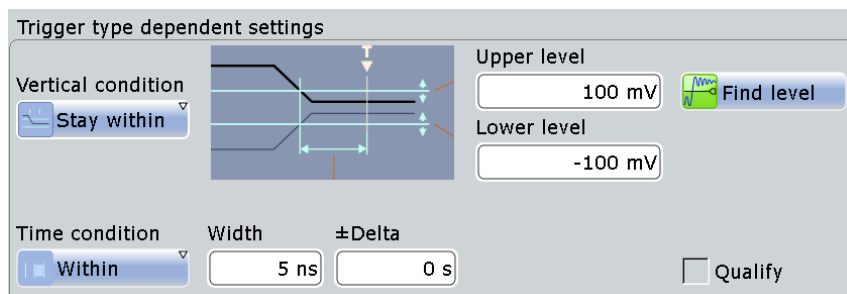 Trigger type dependent settings
Vertical condition
Stay within
T
Upper level
100 mV
Find level
Lower level
-100 mV
Time condition
Within
Width
5 ns
±Delta
0 s
Qualify